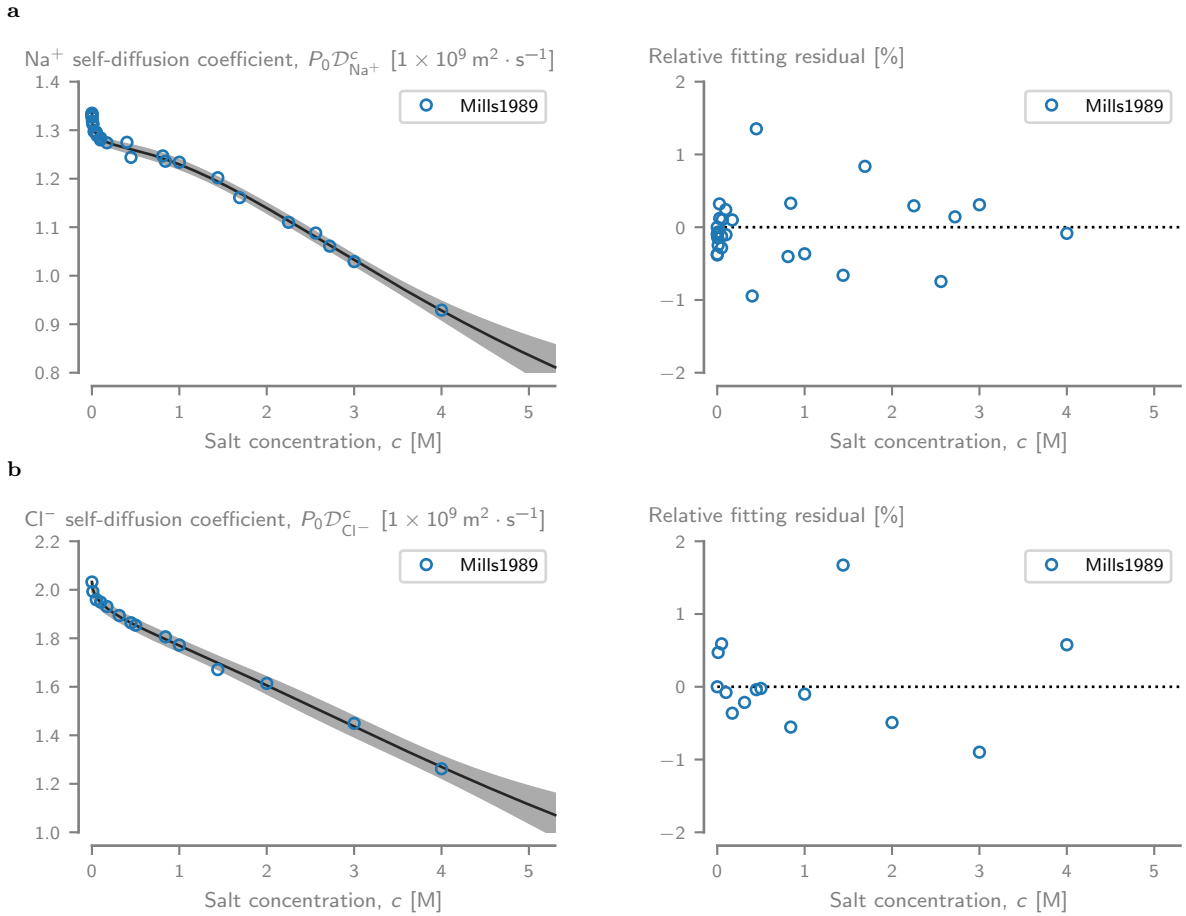 a
Na⁺ self-diffusion coefficient, P₀𝒟ᶜ_Na⁺ [1 × 10⁹ m² · s⁻¹]
1.4
1.3
1.2
1.1
1.0
0.9
0.8
Mills1989
0 1 2 3 4 5
Salt concentration, c [M]
Relative fitting residual [%]
2
1
0
−1
−2
Mills1989
0 1 2 3 4 5
Salt concentration, c [M]
b
Cl⁻ self-diffusion coefficient, P₀𝒟ᶜ_Cl⁻ [1 × 10⁹ m² · s⁻¹]
2.2
2.0
1.8
1.6
1.4
1.2
1.0
Mills1989
0 1 2 3 4 5
Salt concentration, c [M]
Relative fitting residual [%]
2
1
0
−1
−2
Mills1989
0 1 2 3 4 5
Salt concentration, c [M]